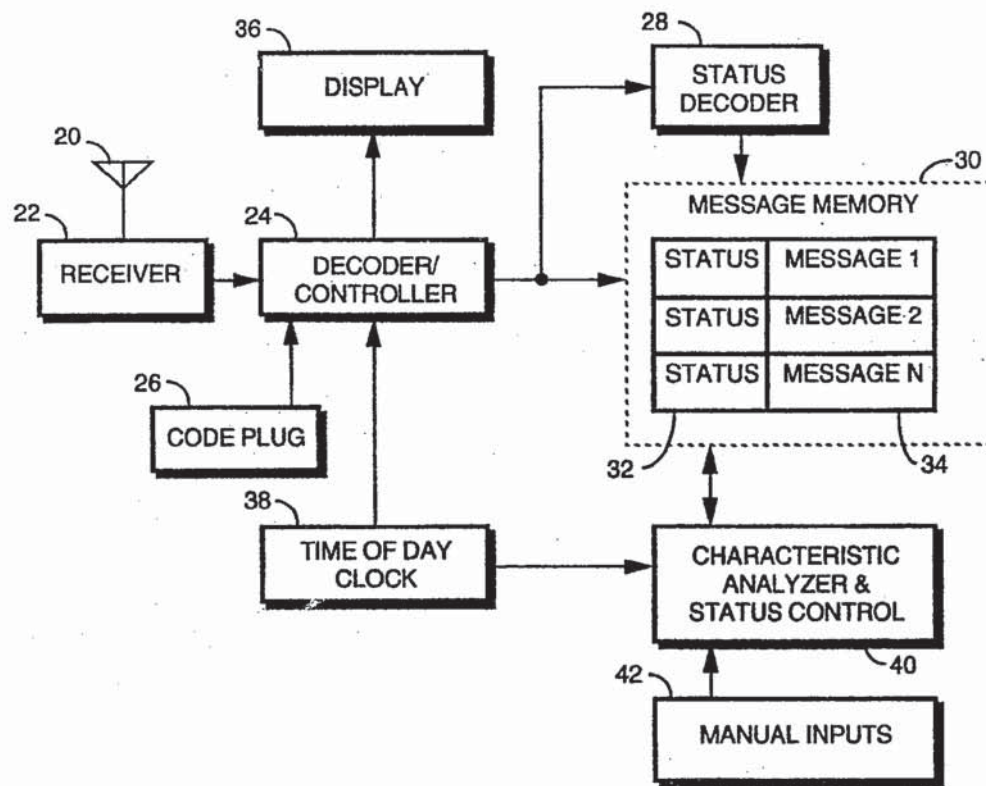 36
DISPLAY
28
STATUS
DECODER
20
30
MESSAGE MEMORY
22
RECEIVER
24
DECODER/
CONTROLLER
STATUS MESSAGE 1
STATUS MESSAGE 2
STATUS MESSAGE N
26
CODE PLUG
32
34
38
TIME OF DAY
CLOCK
CHARACTERISTIC
ANALYZER &
STATUS CONTROL
40
42
MANUAL INPUTS